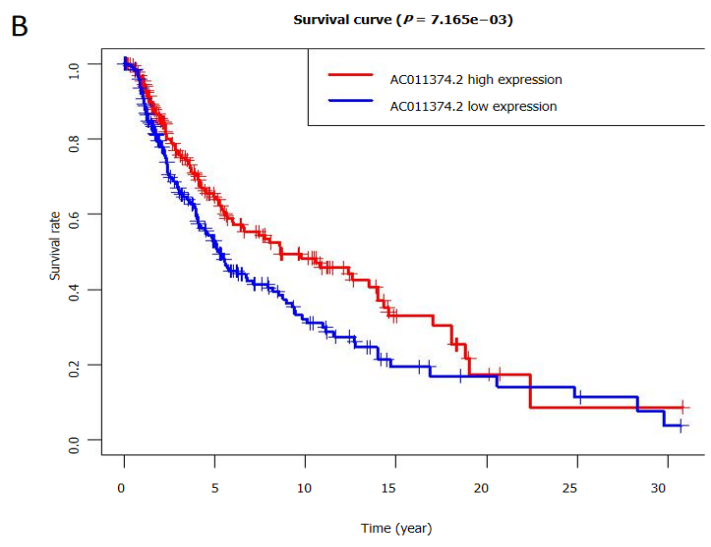 B
Survival curve (P = 7.165e−03)
AC011374.2 high expression
AC011374.2 low expression
Survival rate
1.0
0.8
0.6
0.4
0.2
0.0
0 5 10 15 20 25 30
Time (year)